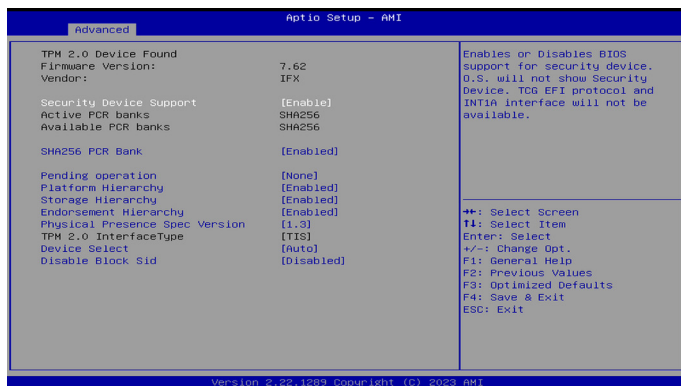 Aptio Setup – AMI
Advanced
TPM 2.0 Device Found
Firmware Version: 7.62
Vendor: IFX
Security Device Support [Enable]
Active PCR banks SHA256
Available PCR banks SHA256
SHA256 PCR Bank [Enabled]
Pending operation [None]
Platform Hierarchy [Enabled]
Storage Hierarchy [Enabled]
Endorsement Hierarchy [Enabled]
Physical Presence Spec Version [1.3]
TPM 2.0 InterfaceType [TIS]
Device Select [Auto]
Disable Block Sid [Disabled]
Enables or Disables BIOS
support for security device.
O.S. will not show Security
Device. TCG EFI protocol and
INT1A interface will not be
available.
→←: Select Screen
↑↓: Select Item
Enter: Select
+/-: Change Opt.
F1: General Help
F2: Previous Values
F3: Optimized Defaults
F4: Save & Exit
ESC: Exit
Version 2.22.1289 Copyright (C) 2023 AMI